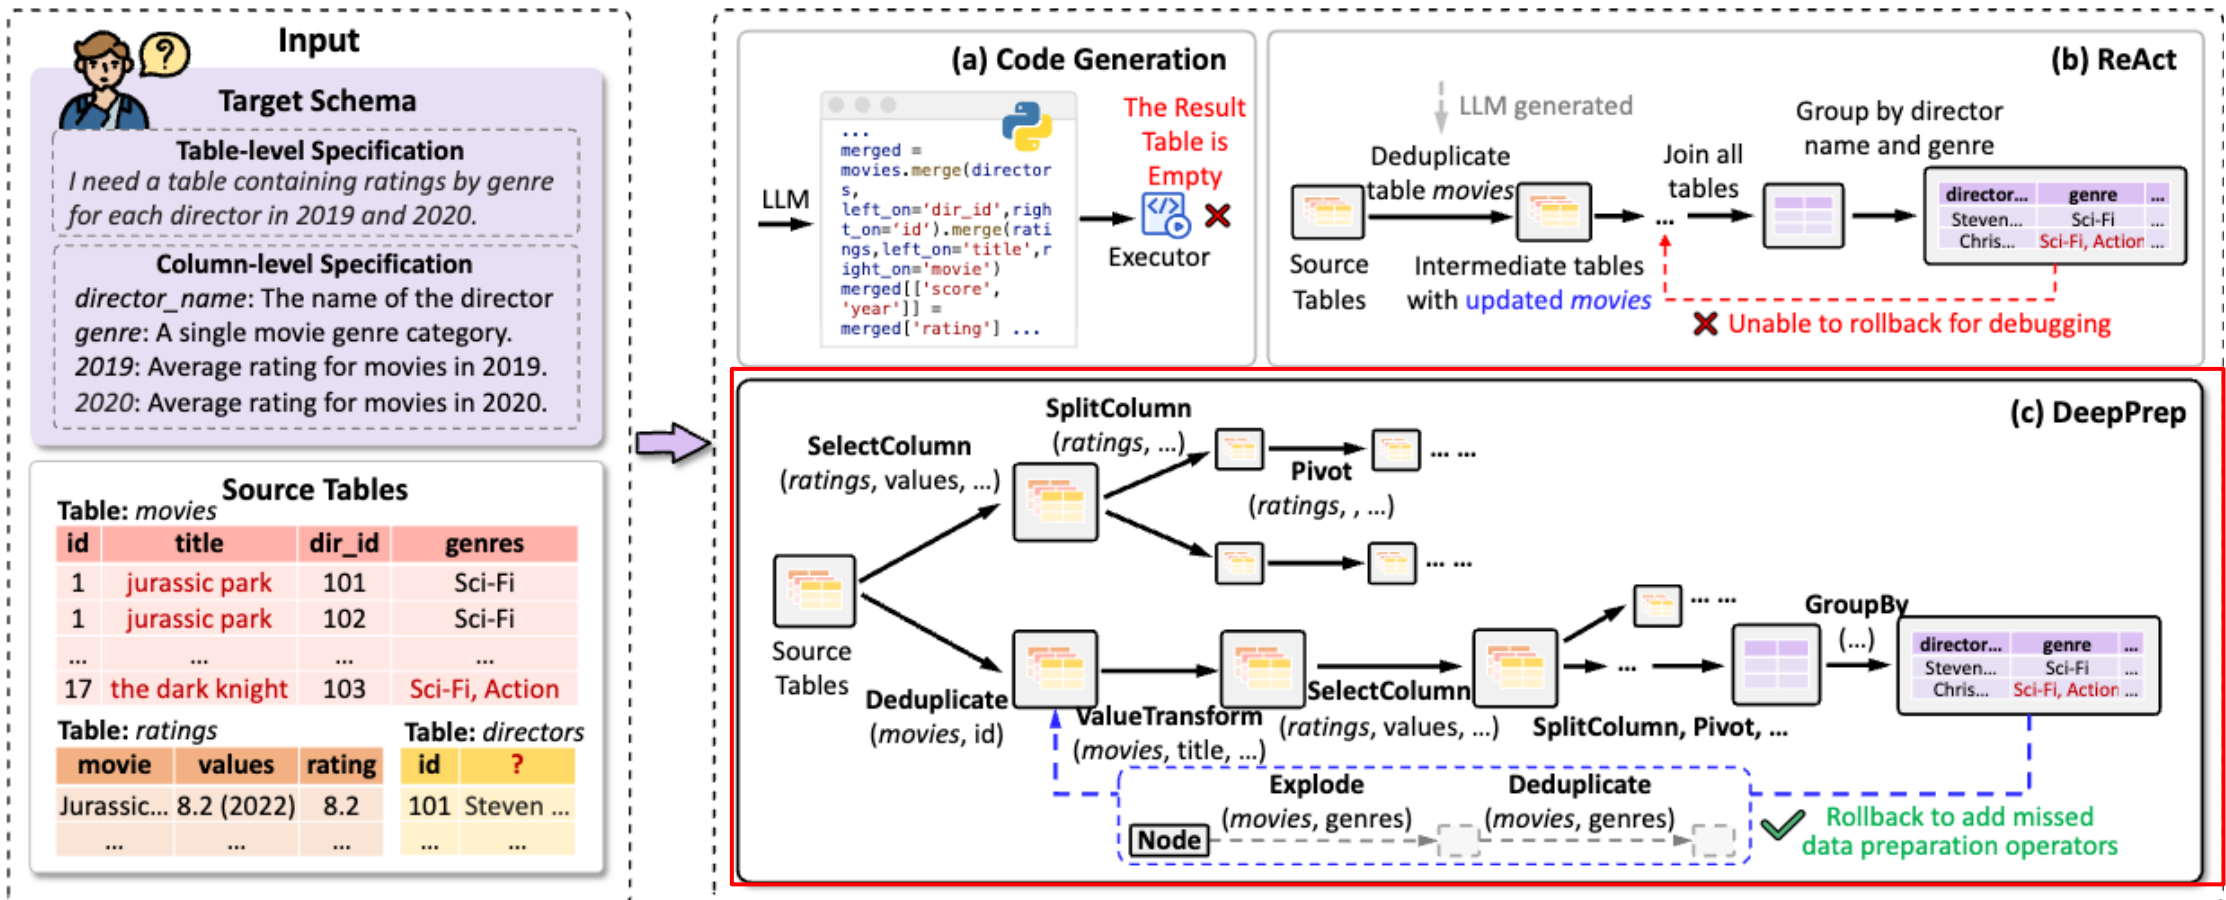 Input
?
Target Schema
Table-level Specification
I need a table containing ratings by genre
for each director in 2019 and 2020.
Column-level Specification
director_name: The name of the director
genre: A single movie genre category.
2019: Average rating for movies in 2019.
2020: Average rating for movies in 2020.
Source Tables
Table: movies
id title dir_id genres
1 jurassic park 101 Sci-Fi
1 jurassic park 102 Sci-Fi
... ... ... ...
17 the dark knight 103 Sci-Fi, Action
Table: ratings
movie values rating
Jurassic... 8.2 (2022) 8.2
... ... ...
Table: directors
id ?
101 Steven ...
... ...
(a) Code Generation
LLM
...
merged =
movies.merge(director
s,
left_on='dir_id',righ
t_on='id').merge(rati
ngs,left_on='title',r
ight_on='movie')
merged[['score',
'year']] =
merged['rating'] ...
The Result
Table is
Empty
</>
Executor
(b) ReAct
LLM generated
Deduplicate
table movies
Source
Tables
Intermediate tables
with updated movies
...
Join all
tables
Group by director
name and genre
director... genre ...
Steven... Sci-Fi ...
Chris... Sci-Fi, Action ...
Unable to rollback for debugging
(c) DeepPrep
Source
Tables
SelectColumn
(ratings, values, ...)
SplitColumn
(ratings, ...)
Pivot
(ratings, , ...)
... ...
... ...
Deduplicate
(movies, id)
ValueTransform
(movies, title, ...)
SelectColumn
(ratings, values, ...)
... ...
...
SplitColumn, Pivot, ...
GroupBy
(...)
director... genre ...
Steven... Sci-Fi ...
Chris... Sci-Fi, Action ...
Node
Explode
(movies, genres)
Deduplicate
(movies, genres)
Rollback to add missed
data preparation operators